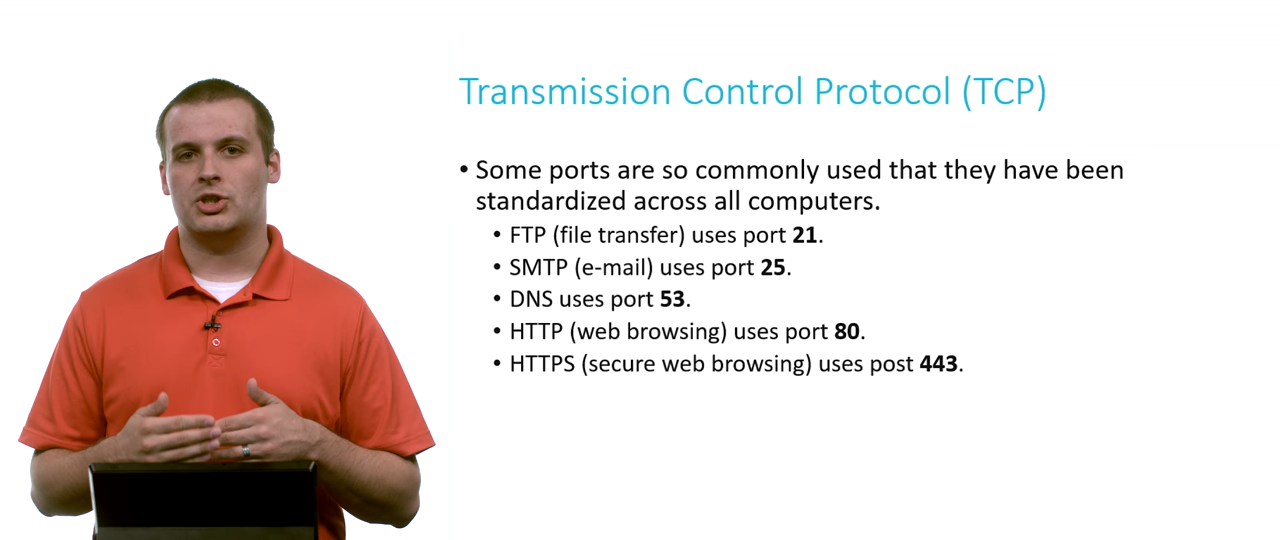 Transmission Control Protocol (TCP)
• Some ports are so commonly used that they have been
standardized across all computers.
• FTP (file transfer) uses port 21.
• SMTP (e-mail) uses port 25.
• DNS uses port 53.
• HTTP (web browsing) uses port 80.
• HTTPS (secure web browsing) uses post 443.